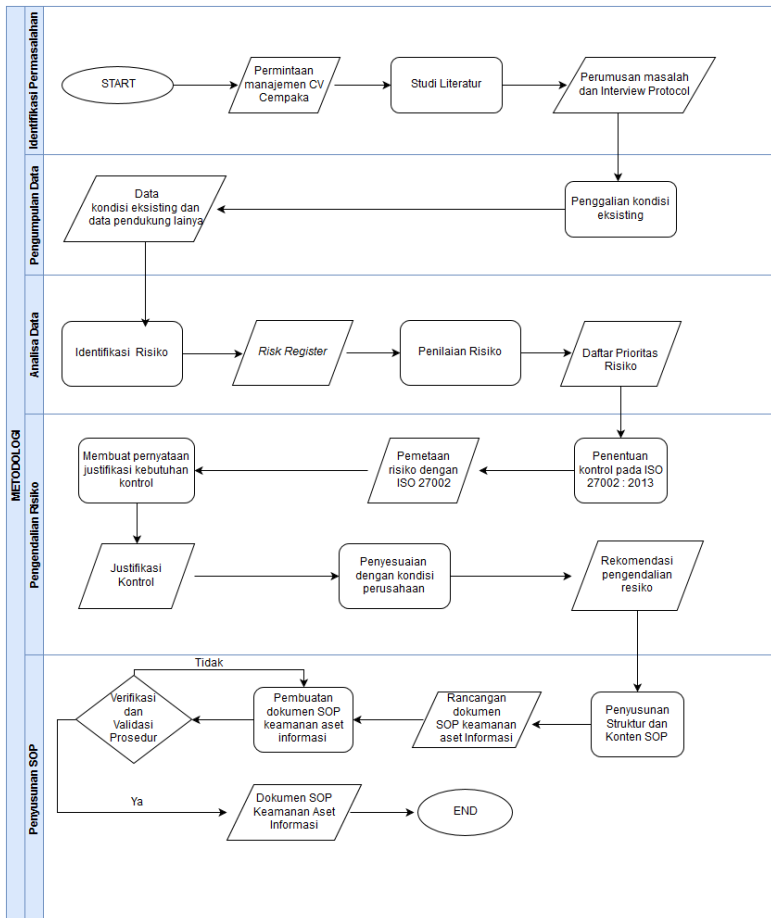 METODOLOGI
Identifikasi Permasalahan
START
Permintaan
manajemen CV
Cempaka
Studi Literatur
Perumusan masalah
dan Interview Protocol
Pengumpulan Data
Data
kondisi eksisting dan
data pendukung lainya
Penggalian kondisi
eksisting
Analisa Data
Identifikasi Risiko
Risk Register
Penilaian Risiko
Daftar Prioritas
Risiko
Pengendalian Risiko
Membuat pernyataan
justifikasi kebutuhan
kontrol
Pemetaan
risiko dengan
ISO 27002
Penentuan
kontrol pada ISO
27002 : 2013
Justifikasi
Kontrol
Penyesuaian
dengan kondisi
perusahaan
Rekomendasi
pengendalian
resiko
Penyusunan SOP
Tidak
Verifikasi
dan
Validasi
Prosedur
Pembuatan
dokumen SOP
keamanan aset
informasi
Rancangan
dokumen
SOP keamanan
aset Informasi
Penyusunan
Struktur dan
Konten SOP
Ya
Dokumen SOP
Keamanan Aset
Informasi
END